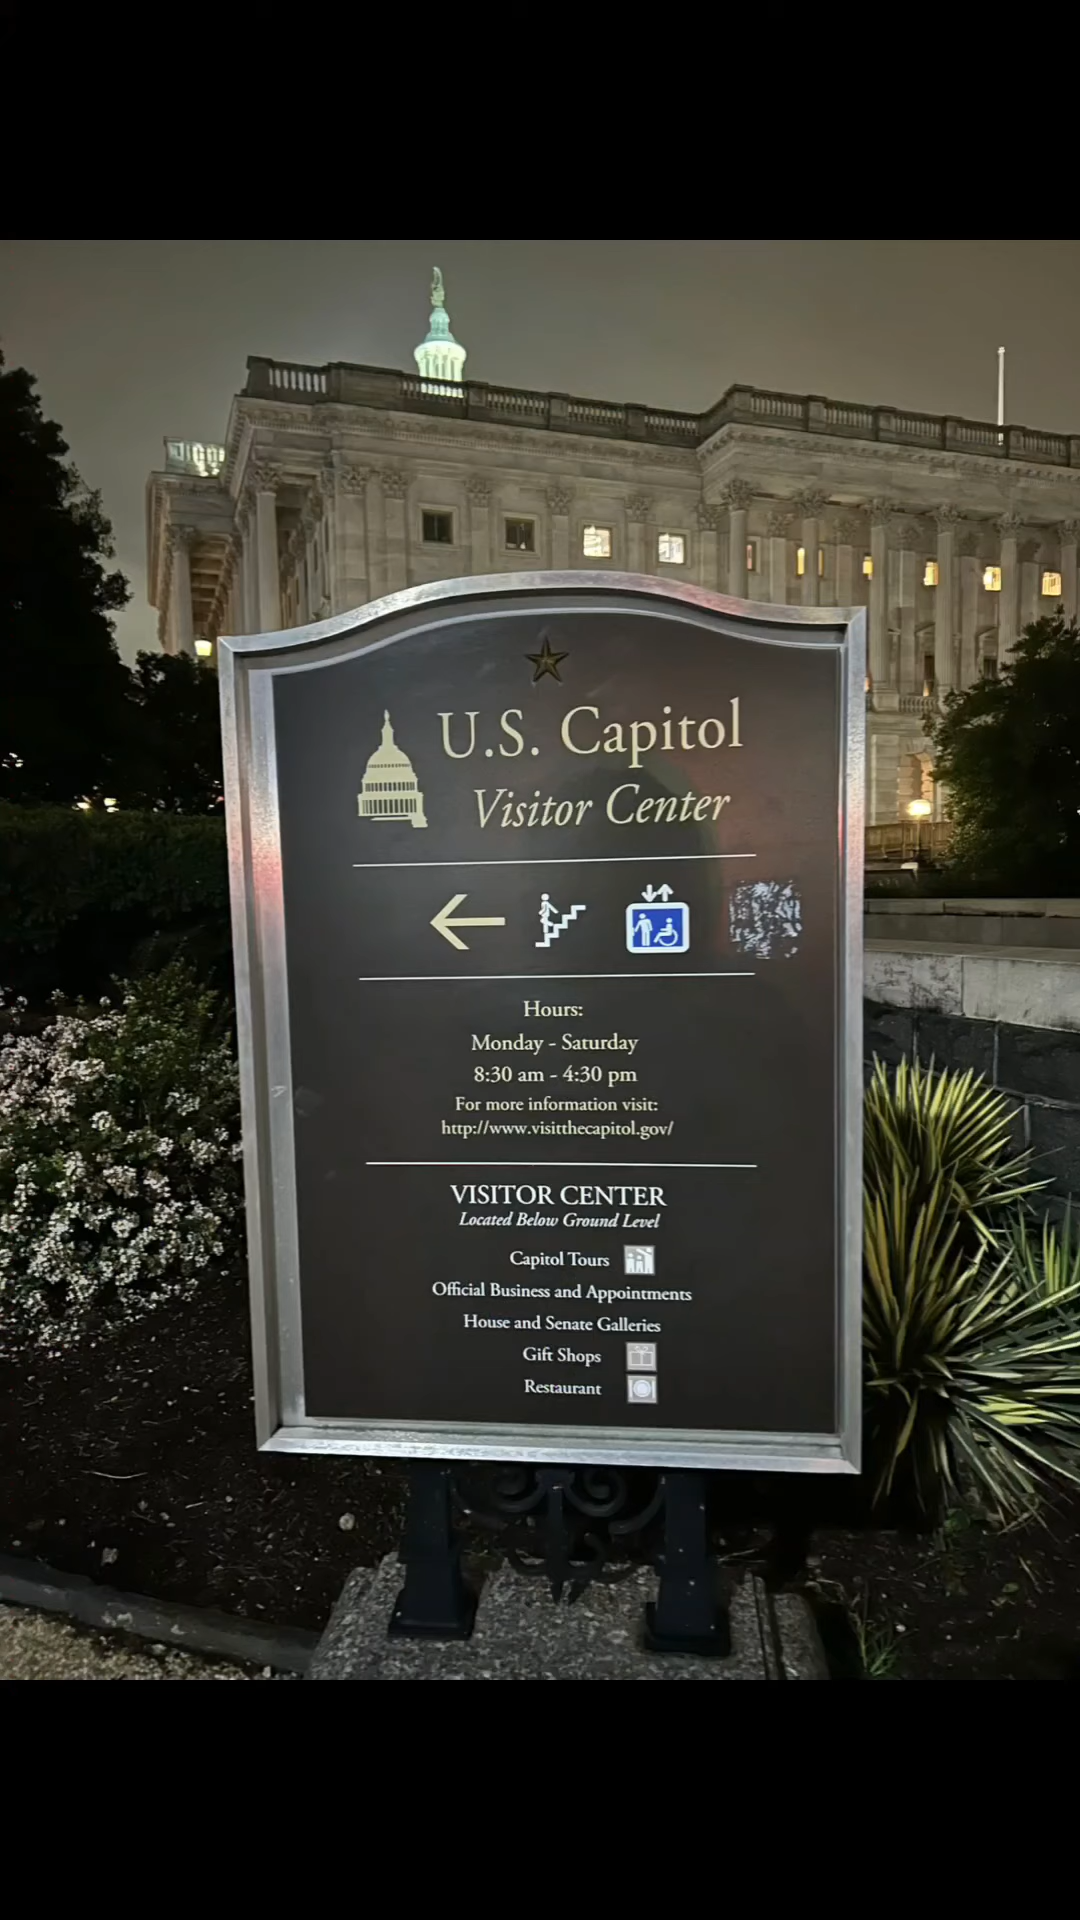 U.S. Capitol
Visitor Center
Hours:
Monday - Saturday
8:30 am - 4:30 pm
For more information visit:
http://www.visitthecapitol.gov/
VISITOR CENTER
Located Below Ground Level
Capitol Tours
Official Business and Appointments
House and Senate Galleries
Gift Shops
Restaurant